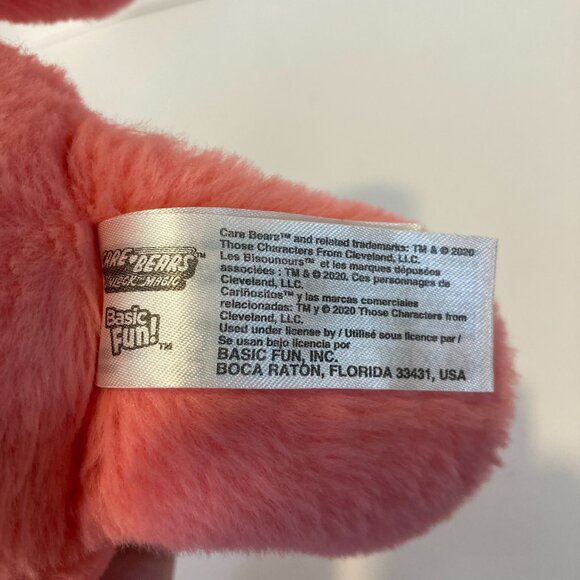 CARE BEARS™
UNLOCK THE MAGIC
Basic
Fun!™
Care Bears™ and related trademarks: TM & © 2020
Those Characters From Cleveland, LLC.
Les Bisounours™ et les marques déposées
associées : TM & © 2020. Ces personnages de
Cleveland, LLC.
Cariñositos™ y las marcas comerciales
relacionadas: TM y © 2020 Those Characters from
Cleveland, LLC.
Used under license by / Utilisé sous licence par /
Se usan bajo licencia por
BASIC FUN, INC.
BOCA RATON, FLORIDA 33431, USA